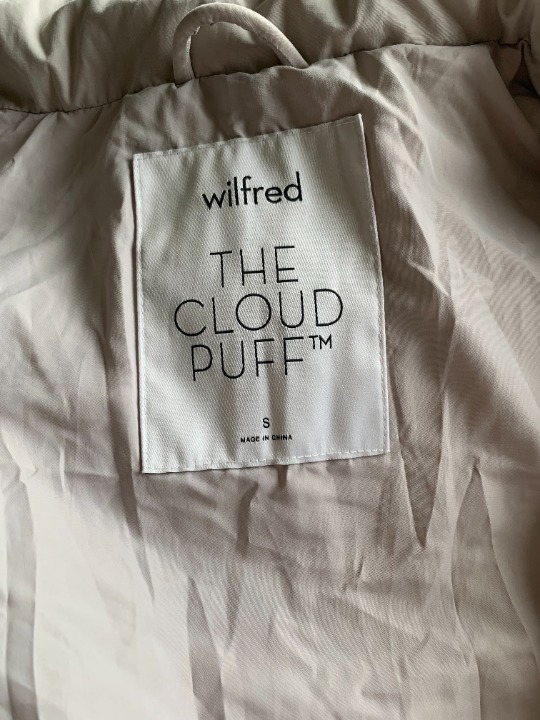 wilfred
THE
CLOUD
PUFF™
S
MADE IN CHINA